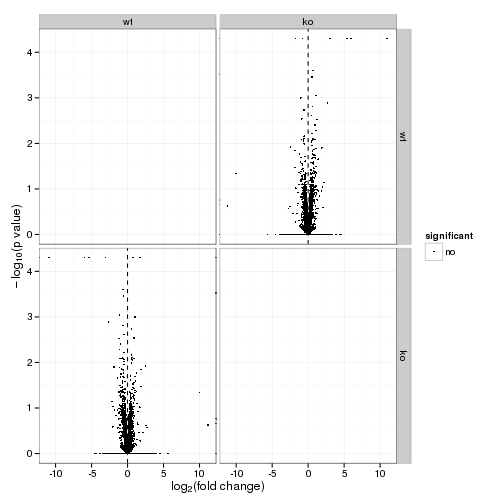 wt ko
4
3
2
1
0
wt
4
3
2
1
0
ko
-10 -5 0 5 10 -10 -5 0 5 10
log2(fold change)
−log10(p value)
significant
no